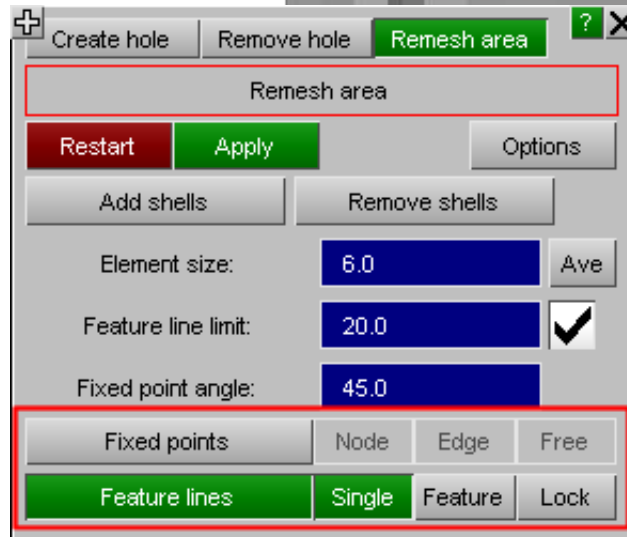 Create hole Remove hole Remesh area ?
Remesh area
Restart Apply Options
Add shells Remove shells
Element size: 6.0 Ave
Feature line limit: 20.0
Fixed point angle: 45.0
Fixed points Node Edge Free
Feature lines Single Feature Lock